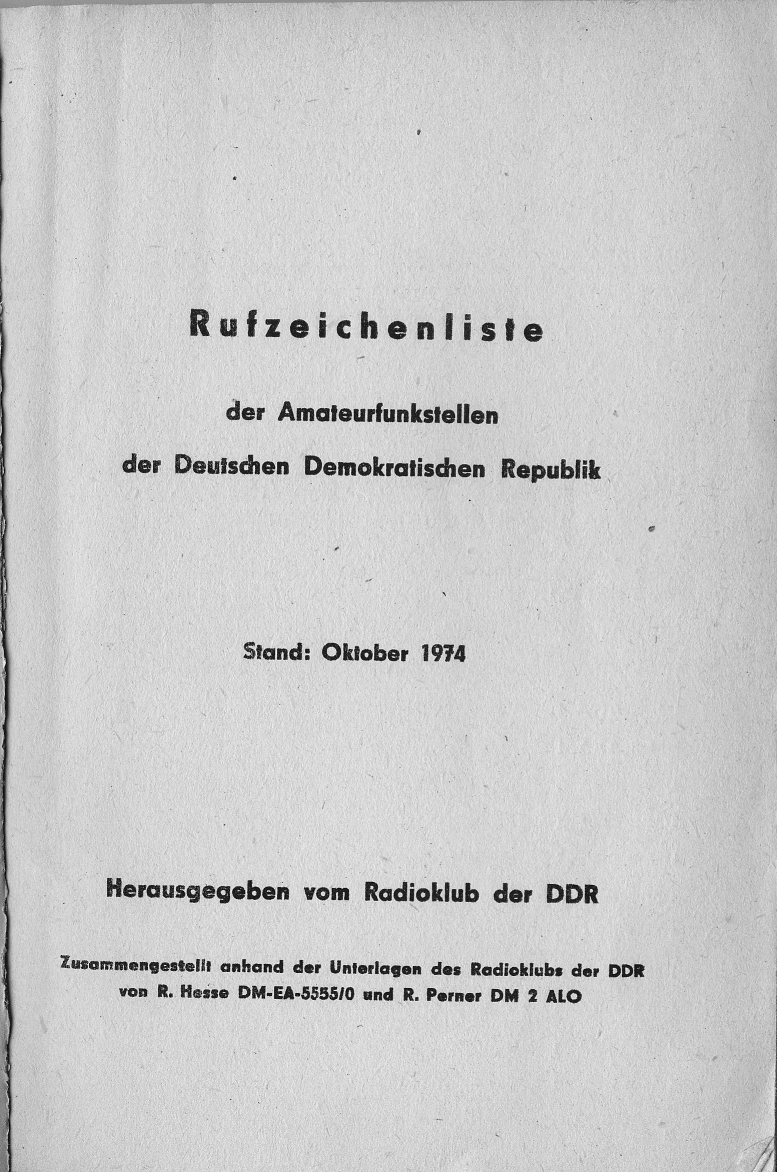 Rufzeichenliste
der Amateurfunkstellen
der Deutschen Demokratischen Republik
Stand: Oktober 1974
Herausgegeben vom Radioklub der DDR
Zusammengestellt anhand der Unterlagen des Radioklubs der DDR
von R. Hesse DM-EA-5555/0 und R. Perner DM 2 ALO